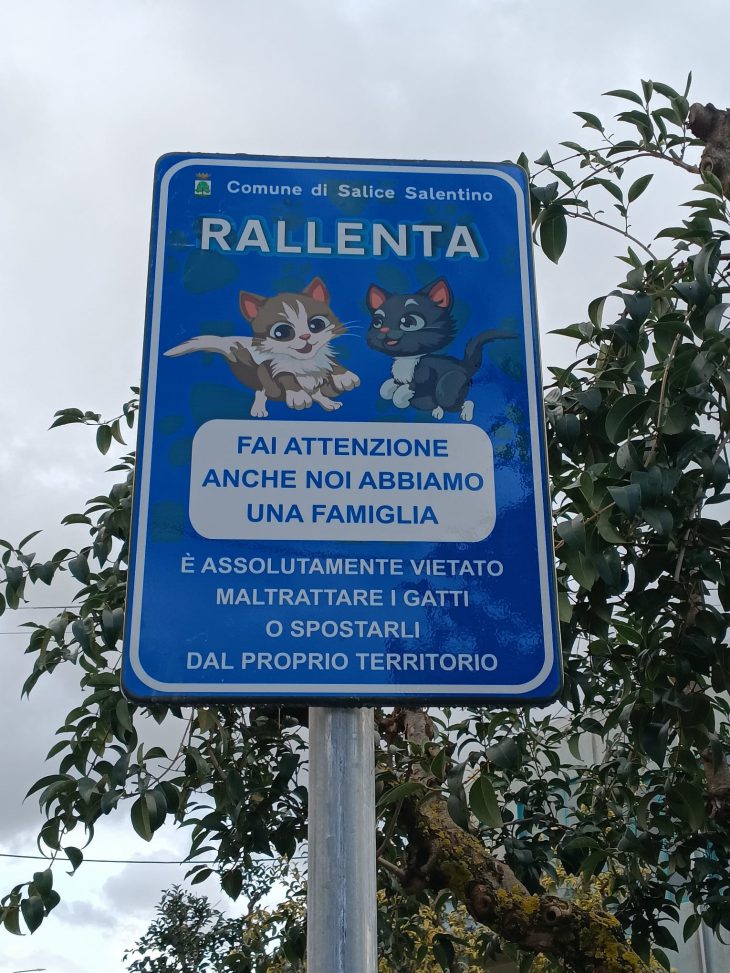 Comune di Salice Salentino
RALLENTA
FAI ATTENZIONE
ANCHE NOI ABBIAMO
UNA FAMIGLIA
È ASSOLUTAMENTE VIETATO
MALTRATTARE I GATTI
O SPOSTARLI
DAL PROPRIO TERRITORIO